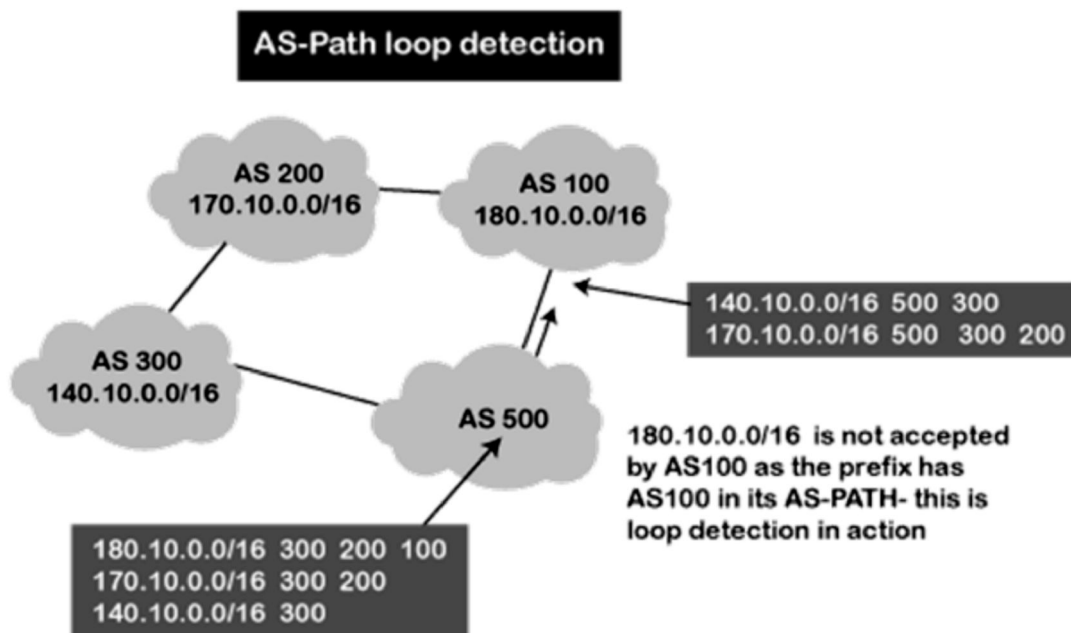 AS-Path loop detection
AS 200
170.10.0.0/16
AS 100
180.10.0.0/16
140.10.0.0/16 500 300
170.10.0.0/16 500 300 200
AS 300
140.10.0.0/16
AS 500
180.10.0.0/16 is not accepted
by AS100 as the prefix has
AS100 in its AS-PATH- this is
loop detection in action
180.10.0.0/16 300 200 100
170.10.0.0/16 300 200
140.10.0.0/16 300